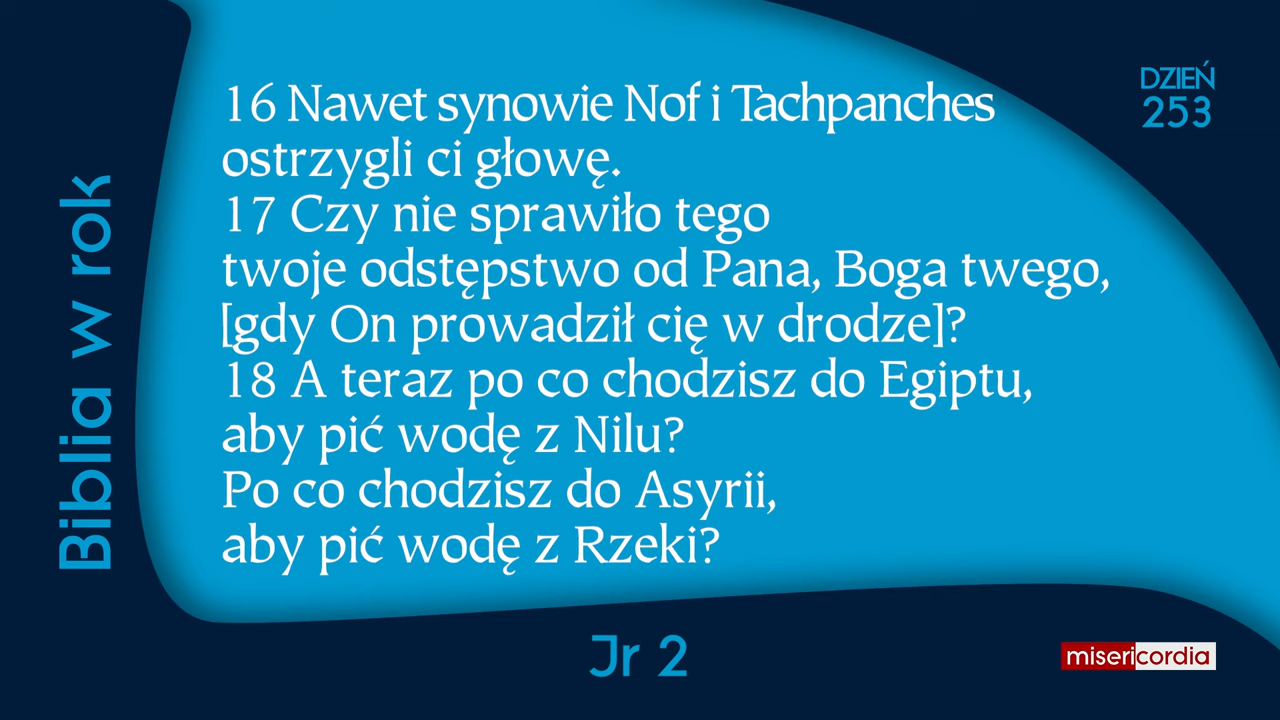 DZIEŃ
253
16 Nawet synowie Nof i Tachpanches
ostrzygli ci głowę.
17 Czy nie sprawiło tego
twoje odstępstwo od Pana, Boga twego,
[gdy On prowadził cię w drodze]?
18 A teraz po co chodzisz do Egiptu,
aby pić wodę z Nilu?
Po co chodzisz do Asyrii,
aby pić wodę z Rzeki?
Biblia w rok
Jr 2
misericordia